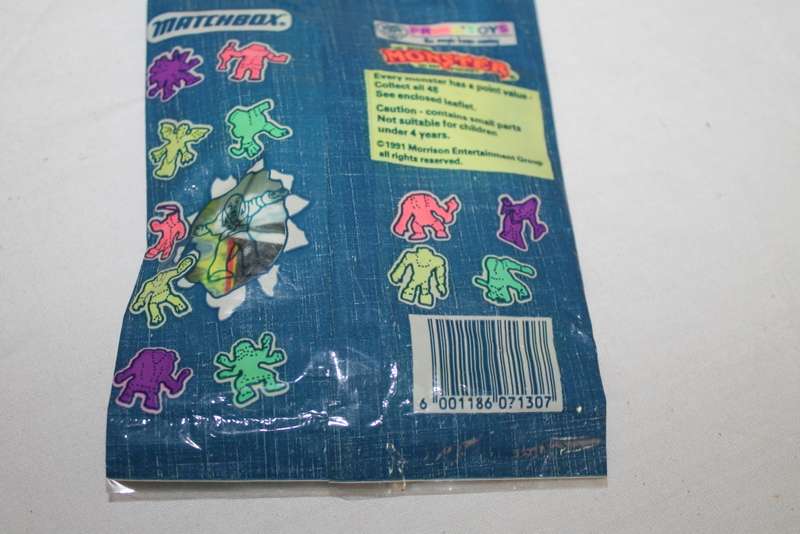 MATCHBOX.
TOYS
MONSTER
Every monster has a point value -
Collect all 48
See enclosed leaflet.
Caution - contains small parts
Not suitable for children
under 4 years.
© 1991 Morrison Entertainment Group
all rights reserved.
6 001186 071307